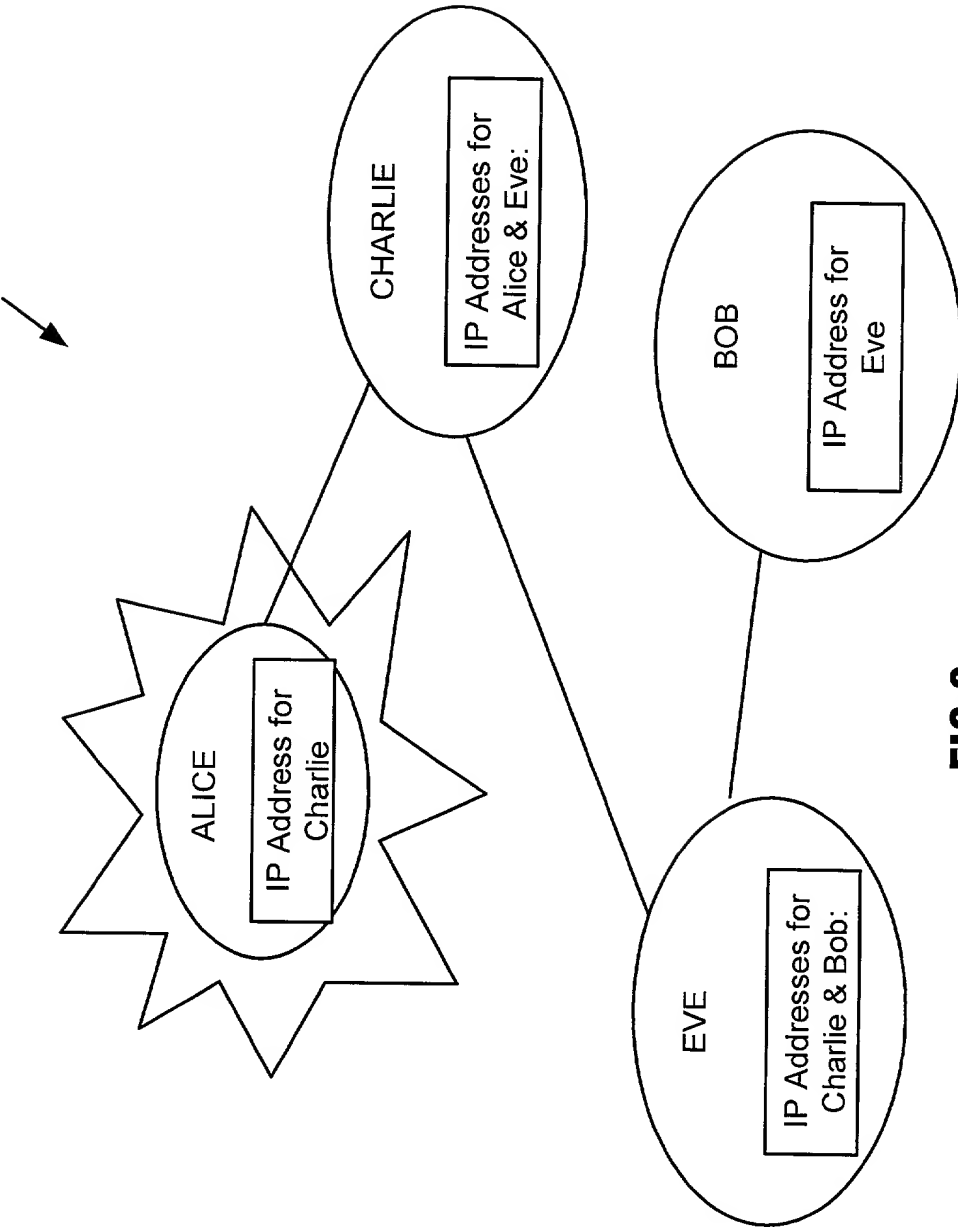 ALICE
IP Address for
Charlie
CHARLIE
IP Addresses for
Alice & Eve:
EVE
IP Addresses for
Charlie & Bob:
BOB
IP Address for
Eve